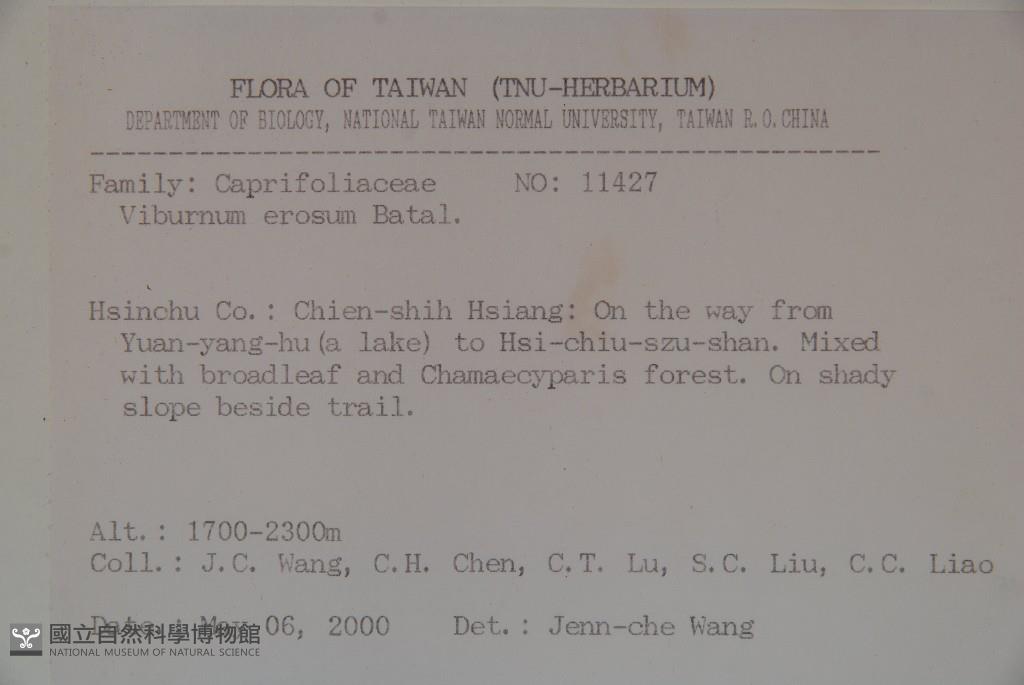 FLORA OF TAIWAN (TNU-HERBARIUM)
DEPARTMENT OF BIOLOGY, NATIONAL TAIWAN NORMAL UNIVERSITY, TAIWAN R.O.CHINA
Family: Caprifoliaceae NO: 11427
Viburnum erosum Batal.
Hsinchu Co.: Chien-shih Hsiang: On the way from
Yuan-yang-hu(a lake) to Hsi-chiu-szu-shan. Mixed
with broadleaf and Chamaecyparis forest. On shady
slope beside trail.
Alt.: 1700-2300m
Coll.: J.C. Wang, C.H. Chen, C.T. Lu, S.C. Liu, C.C. Liao
Date.: May 06, 2000 Det.: Jenn-che Wang
國立自然科學博物館
NATIONAL MUSEUM OF NATURAL SCIENCE